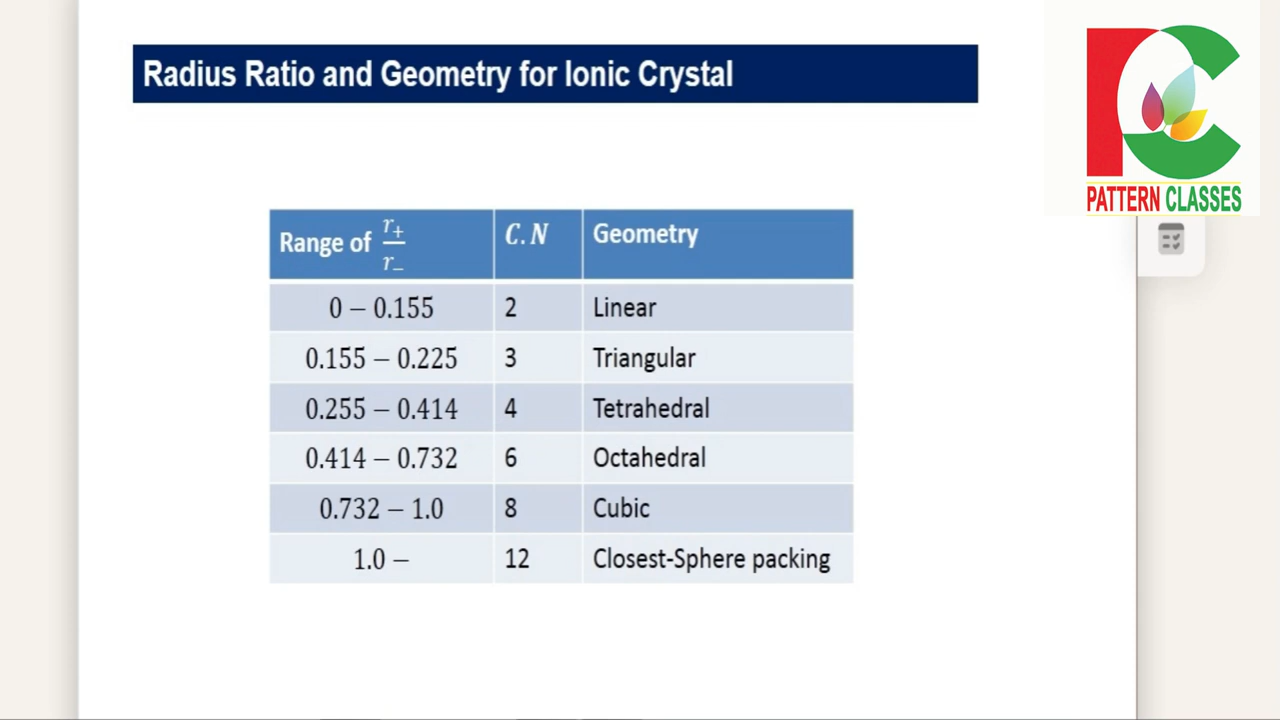 Radius Ratio and Geometry for Ionic Crystal
PATTERN CLASSES
Range of r+/r− C.N Geometry
0 – 0.155 2 Linear
0.155 – 0.225 3 Triangular
0.255 – 0.414 4 Tetrahedral
0.414 – 0.732 6 Octahedral
0.732 – 1.0 8 Cubic
1.0 – 12 Closest-Sphere packing